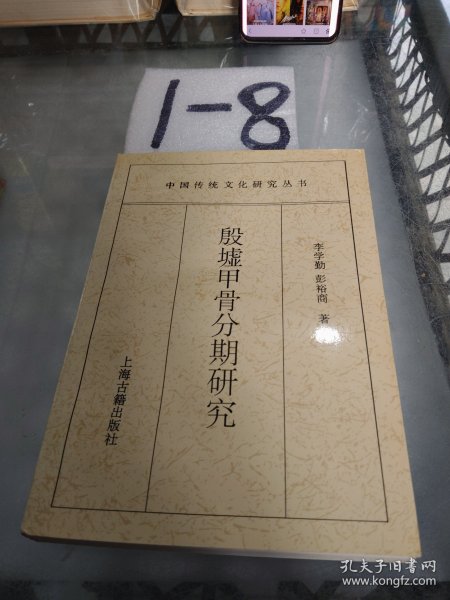 1-8
中国传统文化研究丛书
李学勤 彭裕商 著
殷墟甲骨分期研究
上海古籍出版社
孔夫子旧书网
www.kongfz.com